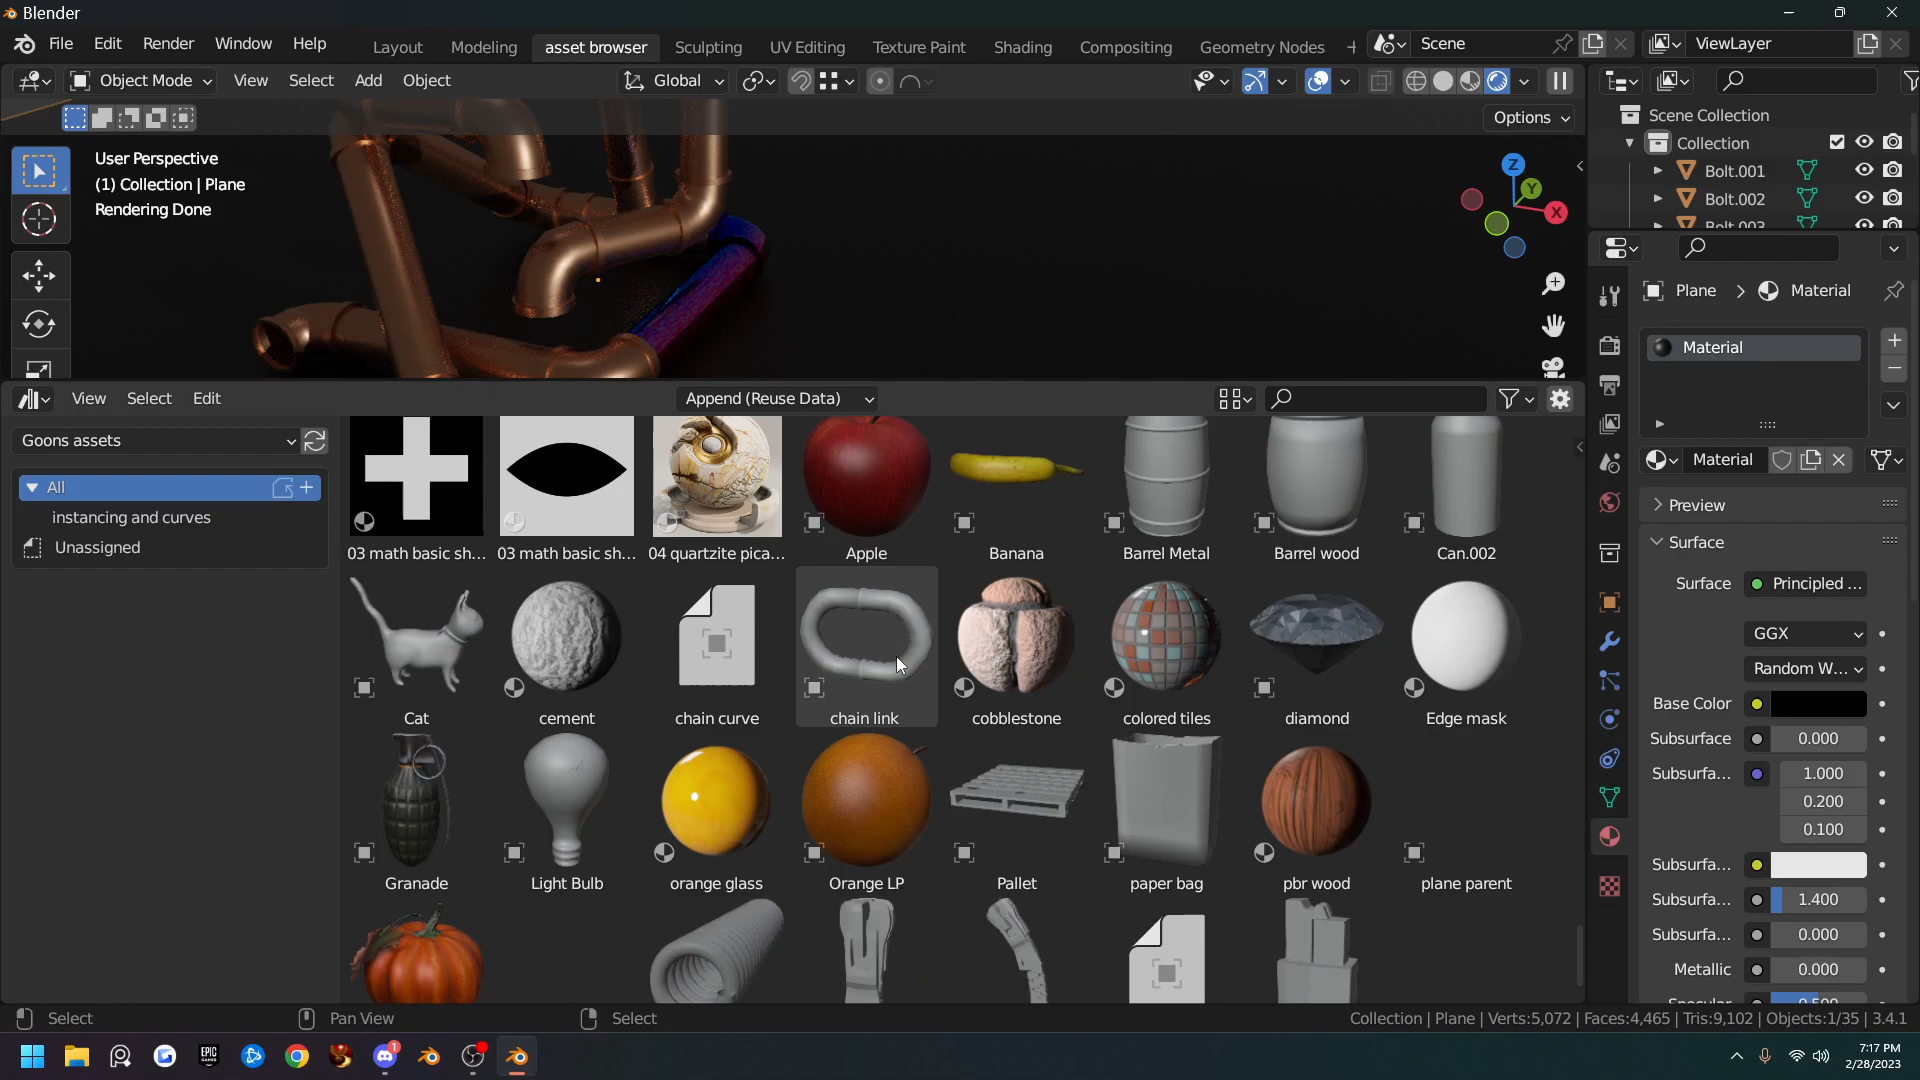 Blender
File Edit Render Window Help Layout Modeling asset browser Sculpting UV Editing Texture Paint Shading Compositing Geometry Nodes Scene ViewLayer
Object Mode View Select Add Object Global
Options
User Perspective
(1) Collection | Plane
Rendering Done
Z
Y
X
Scene Collection
Collection
Bolt.001
Bolt.002
Bolt.003
Plane Material
Material
Material
Preview
Surface
Surface Principled ...
GGX
Random W...
Base Color
Subsurface 0.000
Subsurfa... 1.000
0.200
0.100
Subsurfa...
Subsurfa... 1.400
Subsurfa... 0.000
Metallic 0.000
Specular 0.500
View Select Edit Append (Reuse Data)
Goons assets
All
instancing and curves
Unassigned
03 math basic sh... 03 math basic sh... 04 quartzite pica... Apple Banana Barrel Metal Barrel wood Can.002
Cat cement chain curve chain link cobblestone colored tiles diamond Edge mask
Granade Light Bulb orange glass Orange LP Pallet paper bag pbr wood plane parent
Select Pan View Select Collection | Plane | Verts:5,072 | Faces:4,465 | Tris:9,102 | Objects:1/35 | 3.4.1
EPIC
1
7:17 PM
2/28/2023